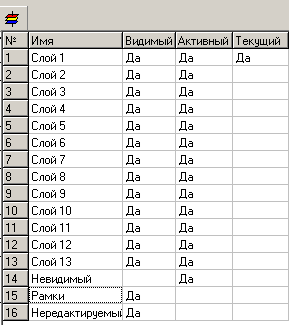 № Имя Видимый Активный Текущий
1 Слой 1 Да Да Да
2 Слой 2 Да Да
3 Слой 3 Да Да
4 Слой 4 Да Да
5 Слой 5 Да Да
6 Слой 6 Да Да
7 Слой 7 Да Да
8 Слой 8 Да Да
9 Слой 9 Да Да
10 Слой 10 Да Да
11 Слой 11 Да Да
12 Слой 12 Да Да
13 Слой 13 Да Да
14 Невидимый Да
15 Рамки Да
16 Нередактируемый Да